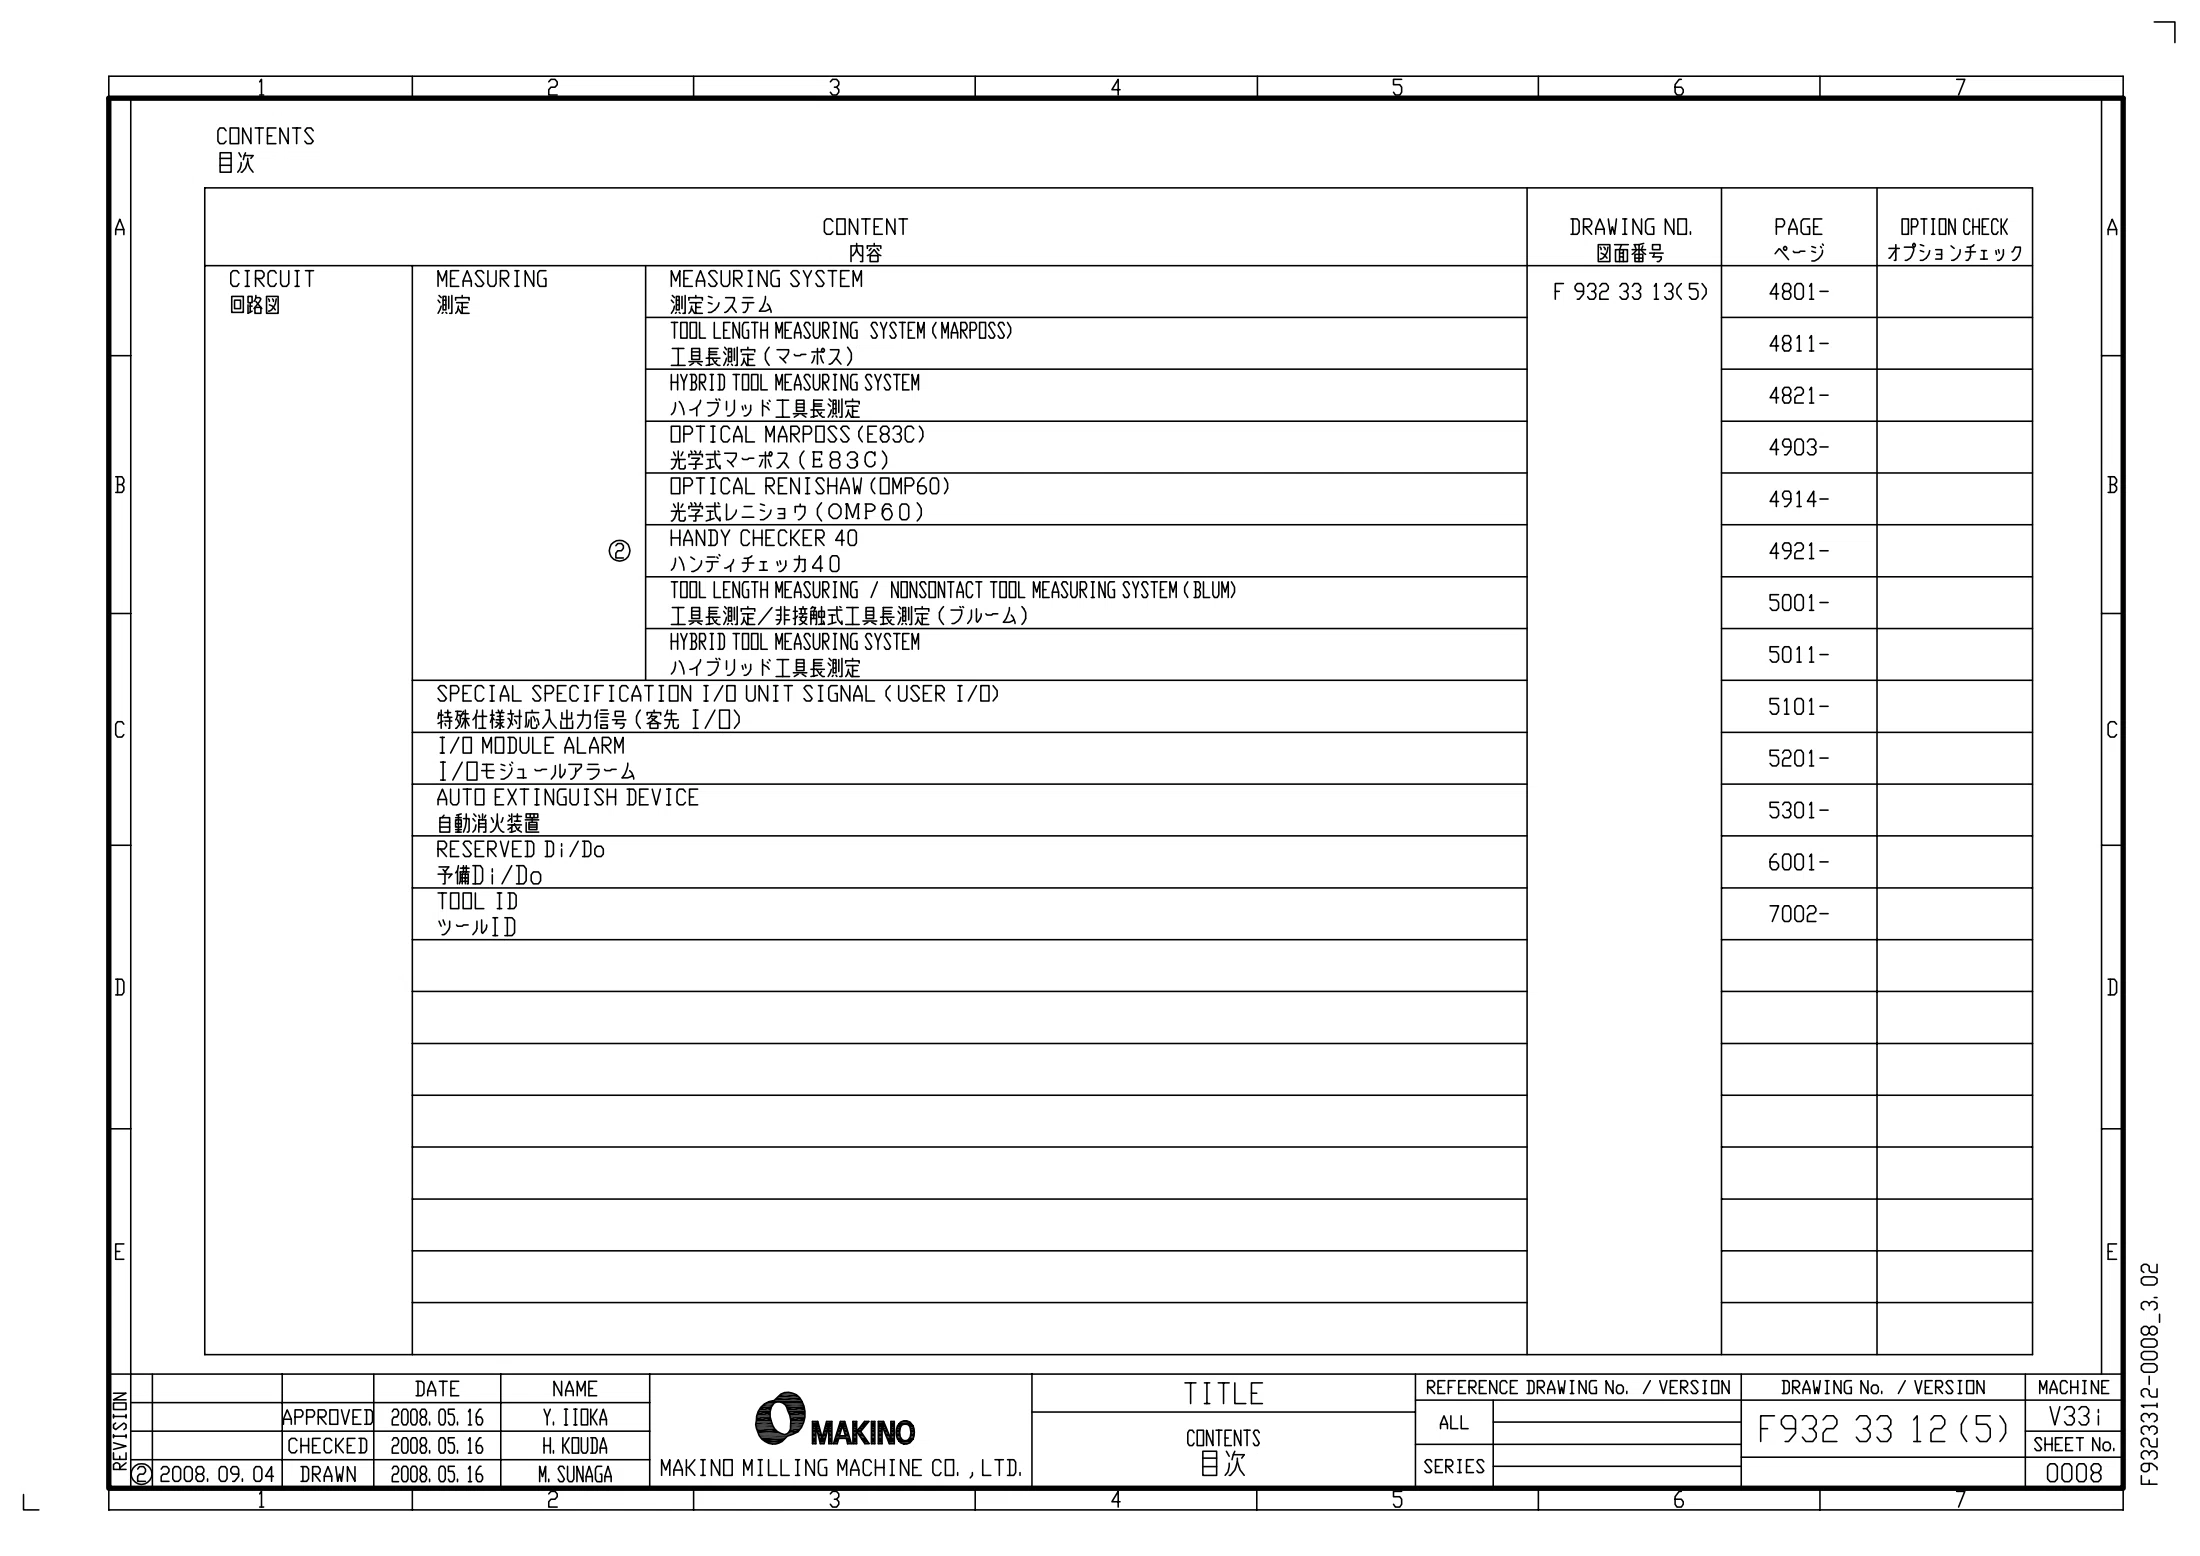 1 2 3 4 5 6 7
CONTENTS
目次
CONTENT DRAWING NO. PAGE OPTION CHECK
内容 図面番号 ページ オプションチェック
A A
CIRCUIT MEASURING MEASURING SYSTEM F 932 33 13(5) 4801-
回路図 測定 測定システム
TOOL LENGTH MEASURING SYSTEM(MARPOSS) 4811-
工具長測定(マーポス)
HYBRID TOOL MEASURING SYSTEM 4821-
ハイブリッド工具長測定
OPTICAL MARPOSS(E83C) 4903-
光学式マーポス(E83C)
B B
OPTICAL RENISHAW(OMP60) 4914-
光学式レニショウ(OMP60)
② HANDY CHECKER 40 4921-
ハンディチェッカ40
TOOL LENGTH MEASURING / NONSONTACT TOOL MEASURING SYSTEM(BLUM) 5001-
工具長測定/非接触式工具長測定(ブルーム)
HYBRID TOOL MEASURING SYSTEM 5011-
ハイブリッド工具長測定
SPECIAL SPECIFICATION I/O UNIT SIGNAL(USER I/O) 5101-
特殊仕様対応入出力信号(客先 I/O)
C C
I/O MODULE ALARM 5201-
I/Oモジュールアラーム
AUTO EXTINGUISH DEVICE 5301-
自動消火装置
RESERVED Di/Do 6001-
予備Di/Do
TOOL ID 7002-
ツールID
D D
E E
REVISION
DATE NAME
APPROVED 2008.05.16 Y. IIOKA
CHECKED 2008.05.16 H. KOUDA
② 2008.09.04 DRAWN 2008.05.16 M. SUNAGA
MAKINO
MAKINO MILLING MACHINE CO.,LTD.
TITLE
CONTENTS
目次
REFERENCE DRAWING No. / VERSION
ALL
SERIES
DRAWING No. / VERSION
F932 33 12(5)
MACHINE
V33i
SHEET No.
0008
1 2 3 4 5 6 7
F9323312-0008_3.02